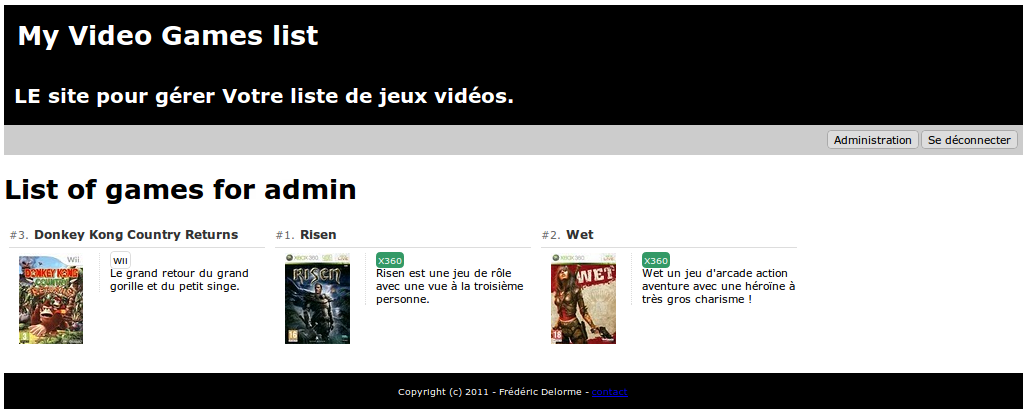 My Video Games list
LE site pour gérer Votre liste de jeux vidéos.
Administration
Se déconnecter
List of games for admin
#3. Donkey Kong Country Returns
Wii
DONKEY KONG
COUNTRY
RETURNS
WII
Le grand retour du grand
gorille et du petit singe.
#1. Risen
XBOX 360
RISEN
16
X360
Risen est une jeu de rôle
avec une vue à la troisième
personne.
#2. Wet
XBOX 360
WET
18
X360
Wet un jeu d'arcade action
aventure avec une héroïne à
très gros charisme !
Copyright (c) 2011 - Frédéric Delorme - contact